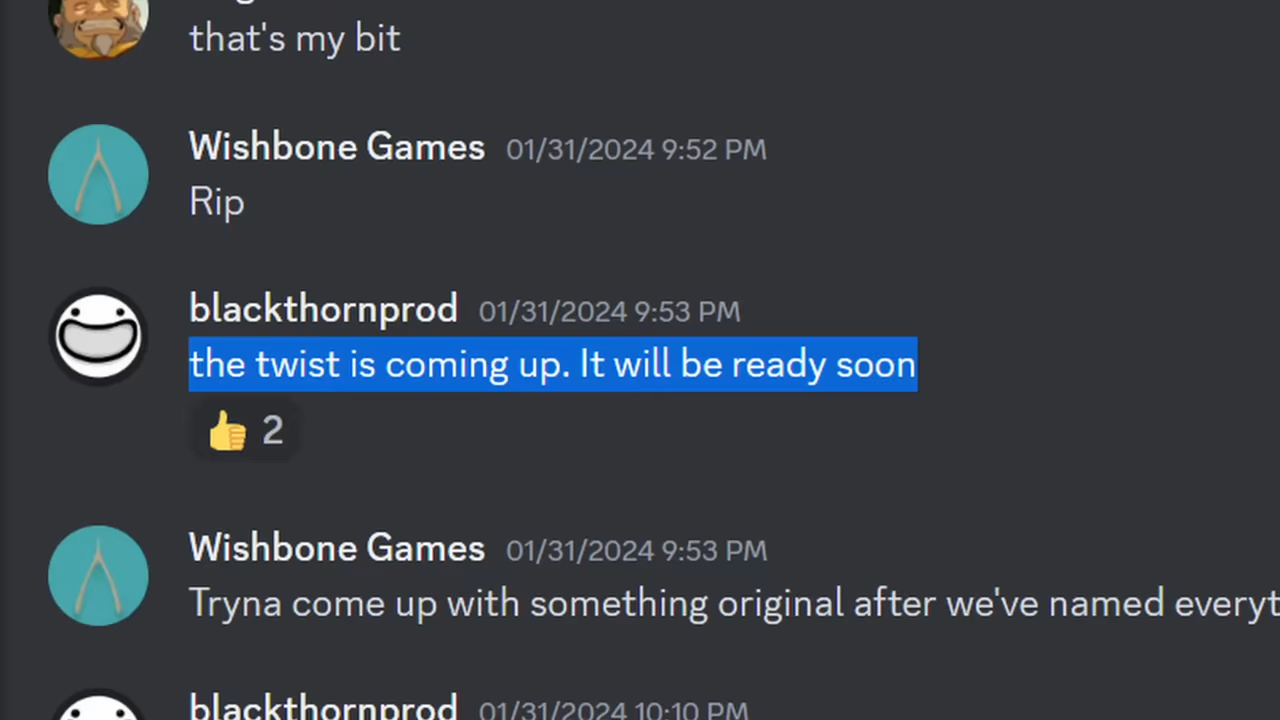 that's my bit
Wishbone Games 01/31/2024 9:52 PM
Rip
blackthornprod 01/31/2024 9:53 PM
the twist is coming up. It will be ready soon
👍 2
Wishbone Games 01/31/2024 9:53 PM
Tryna come up with something original after we've named everyt
blackthornprod 01/31/2024 10:10 PM